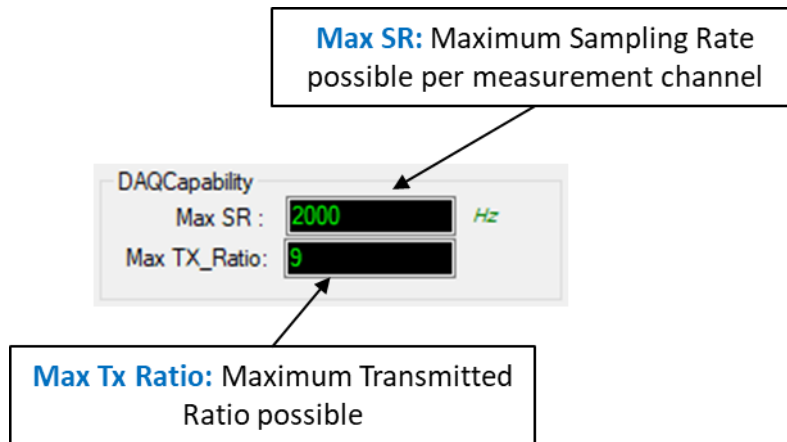 Max SR: Maximum Sampling Rate
possible per measurement channel
DAQCapability
Max SR : 2000 Hz
Max TX_Ratio: 9
Max Tx Ratio: Maximum Transmitted
Ratio possible